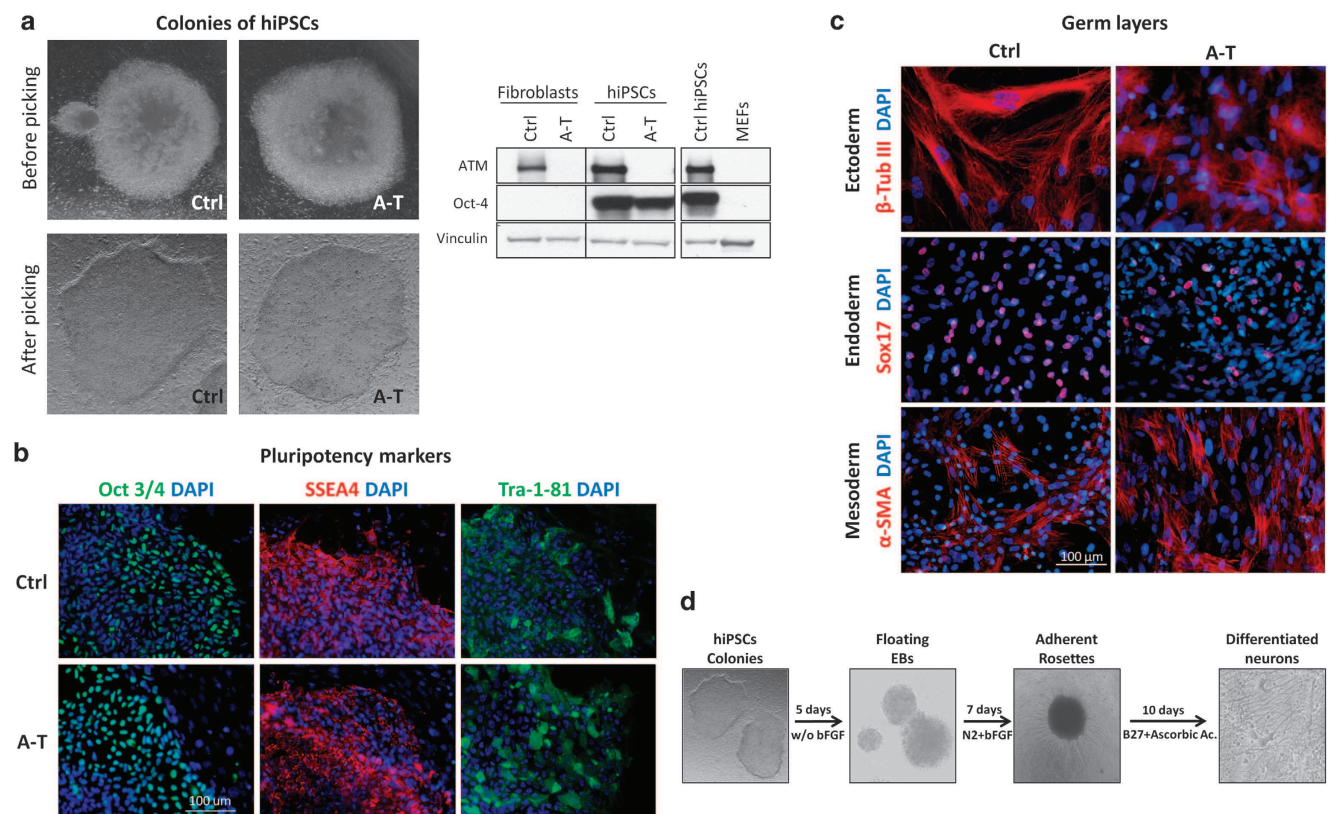 a
Colonies of hiPSCs
Before picking
Ctrl
A-T
After picking
Ctrl
A-T
Fibroblasts
hiPSCs
Ctrl
A-T
Ctrl
A-T
Ctrl hiPSCs
MEFs
ATM
Oct-4
Vinculin
b
Pluripotency markers
Oct 3/4 DAPI
SSEA4 DAPI
Tra-1-81 DAPI
Ctrl
A-T
100 um
c
Germ layers
Ctrl
A-T
Ectoderm
β-Tub III DAPI
Endoderm
Sox17 DAPI
Mesoderm
α-SMA DAPI
100 µm
d
hiPSCs
Colonies
5 days
w/o bFGF
Floating
EBs
7 days
N2+bFGF
Adherent
Rosettes
10 days
B27+Ascorbic Ac.
Differentiated
neurons